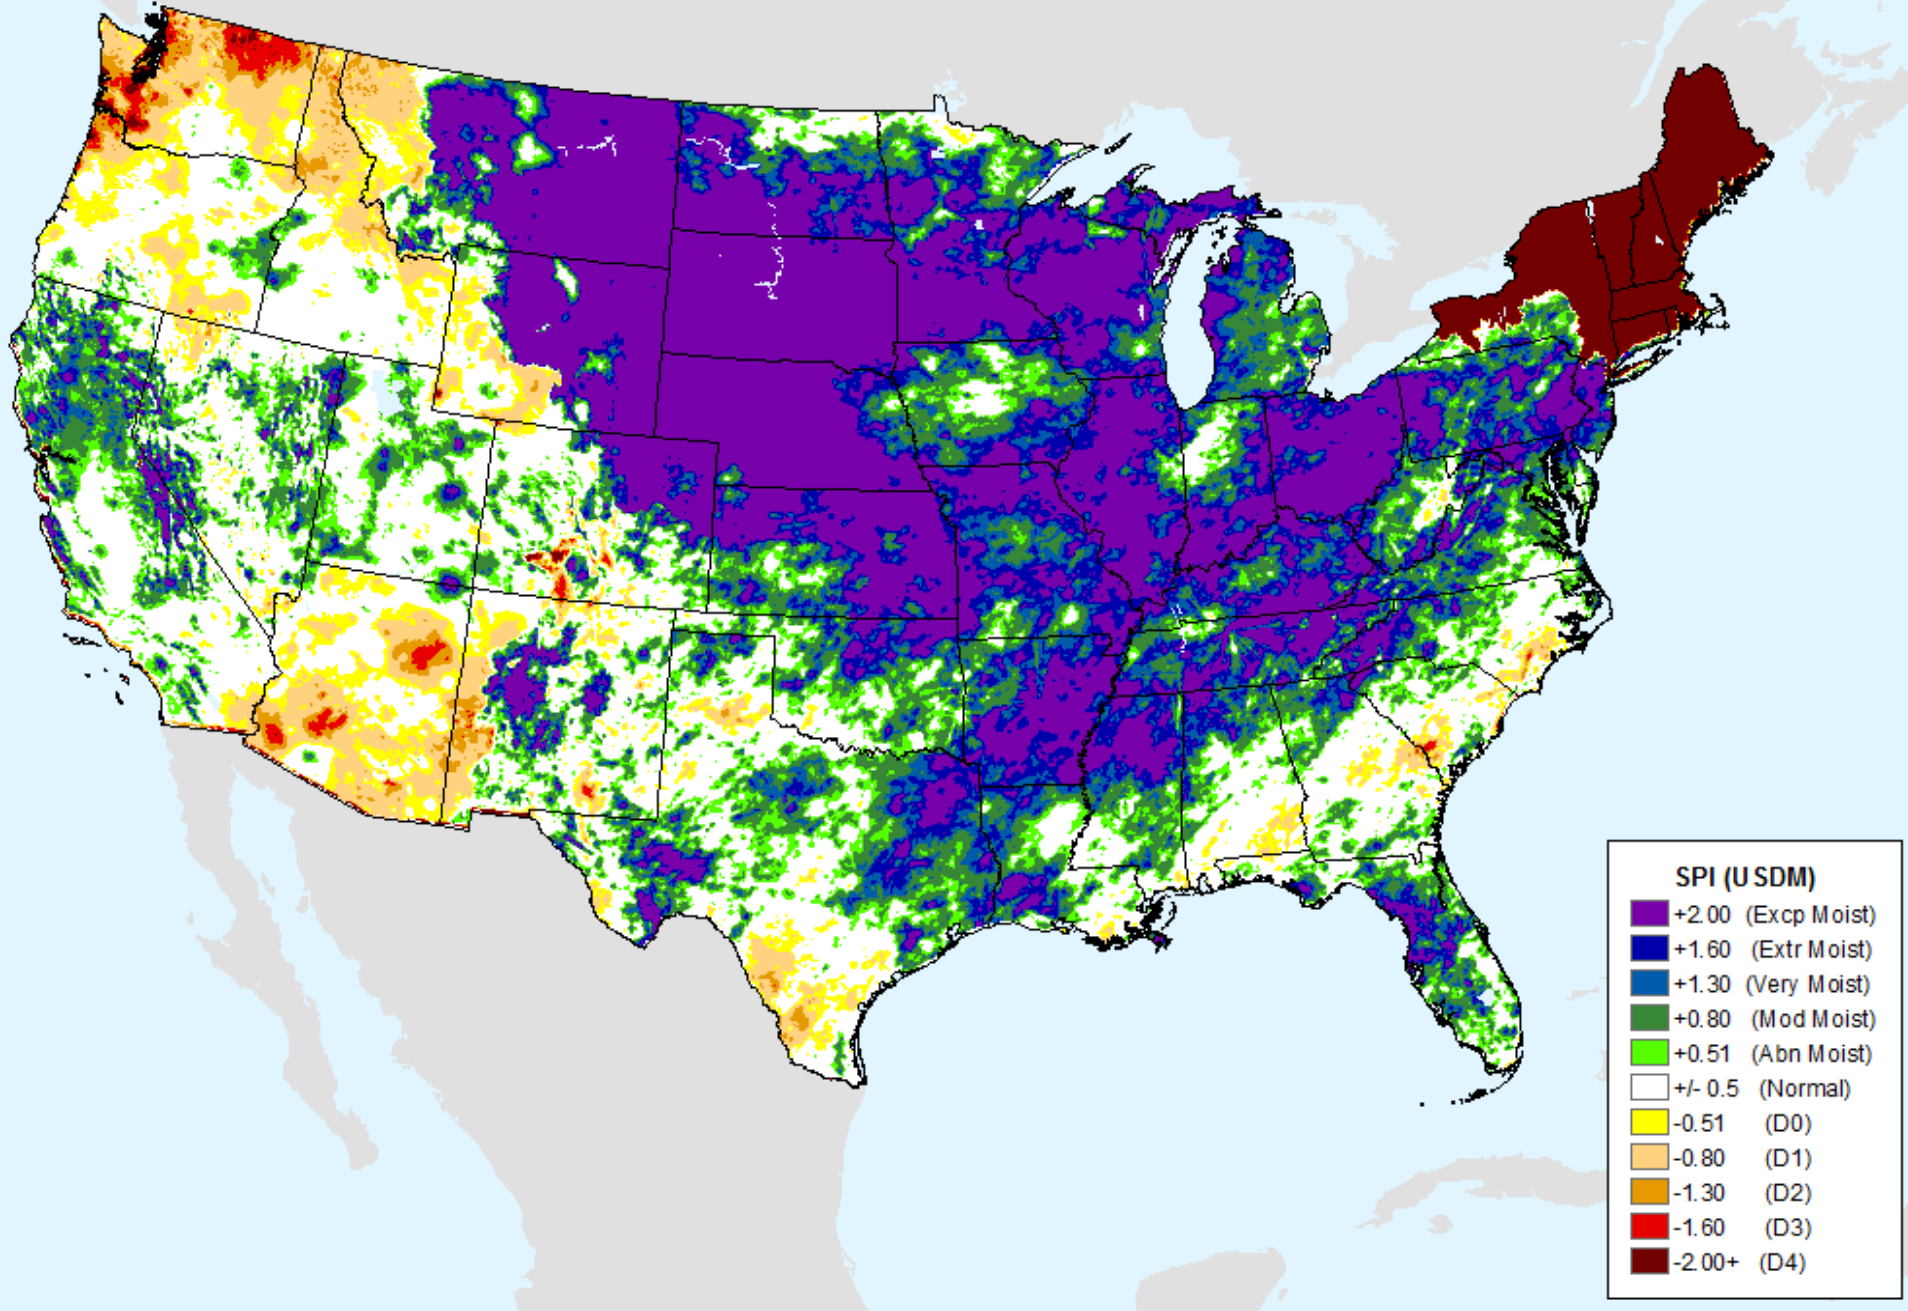 SPI (USDM)
+2.00 (Excp Moist)
+1.60 (Extr Moist)
+1.30 (Very Moist)
+0.80 (Mod Moist)
+0.51 (Abn Moist)
+/- 0.5 (Normal)
-0.51 (D0)
-0.80 (D1)
-1.30 (D2)
-1.60 (D3)
-2.00+ (D4)